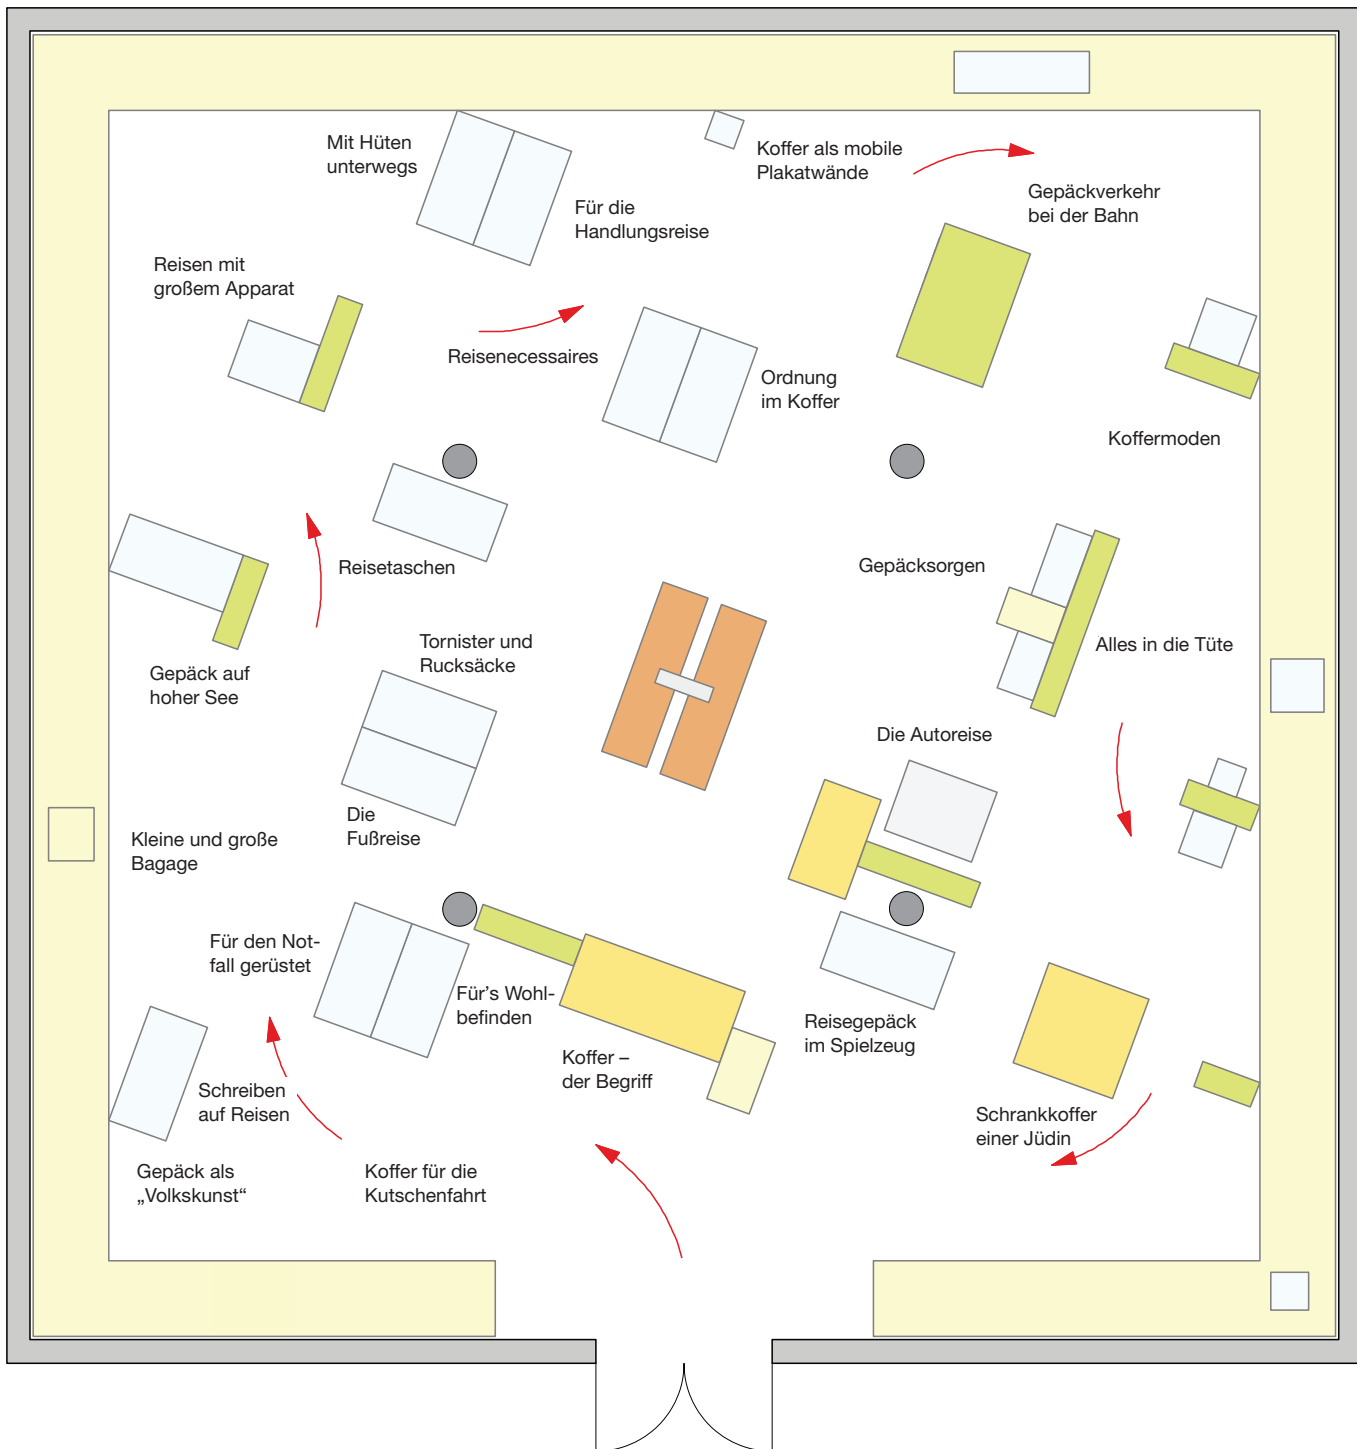 Mit Hüten
unterwegs
Koffer als mobile
Plakatwände
Gepäckverkehr
bei der Bahn
Für die
Handlungsreise
Reisen mit
großem Apparat
Reisenecessaires
Ordnung
im Koffer
Koffermoden
Reisetaschen
Gepäcksorgen
Tornister und
Rucksäcke
Alles in die Tüte
Gepäck auf
hoher See
Die Autoreise
Die
Fußreise
Kleine und große
Bagage
Für den Not-
fall gerüstet
Für’s Wohl-
befinden
Reisegepäck
im Spielzeug
Koffer –
der Begriff
Schreiben
auf Reisen
Schrankkoffer
einer Jüdin
Gepäck als
„Volkskunst“
Koffer für die
Kutschenfahrt